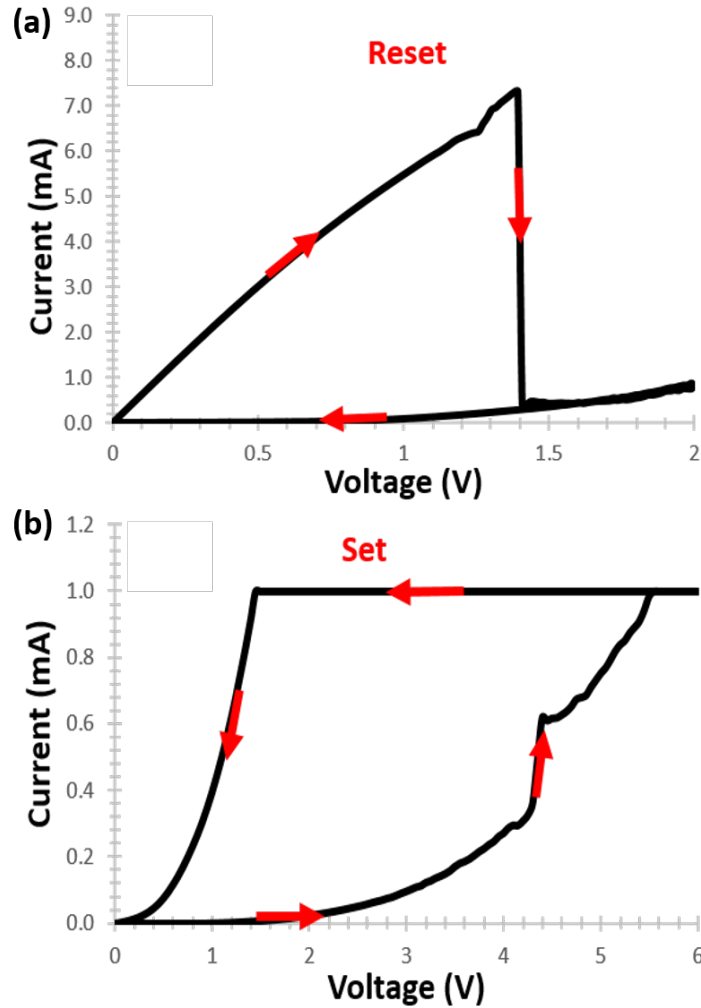 (a)
Reset
Current (mA)
9.0
8.0
7.0
6.0
5.0
4.0
3.0
2.0
1.0
0.0
0 0.5 1 1.5 2
Voltage (V)
(b)
Set
Current (mA)
1.2
1.0
0.8
0.6
0.4
0.2
0.0
0 1 2 3 4 5 6
Voltage (V)